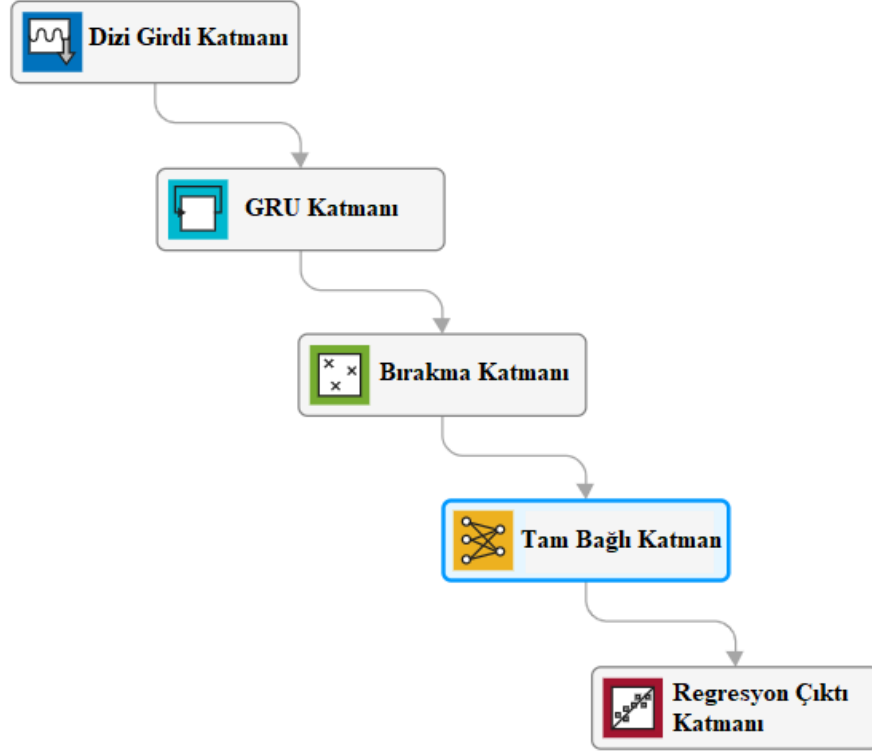 Dizi Girdi Katmanı
GRU Katmanı
Bırakma Katmanı
Tam Bağlı Katman
Regresyon Çıktı
Katmanı